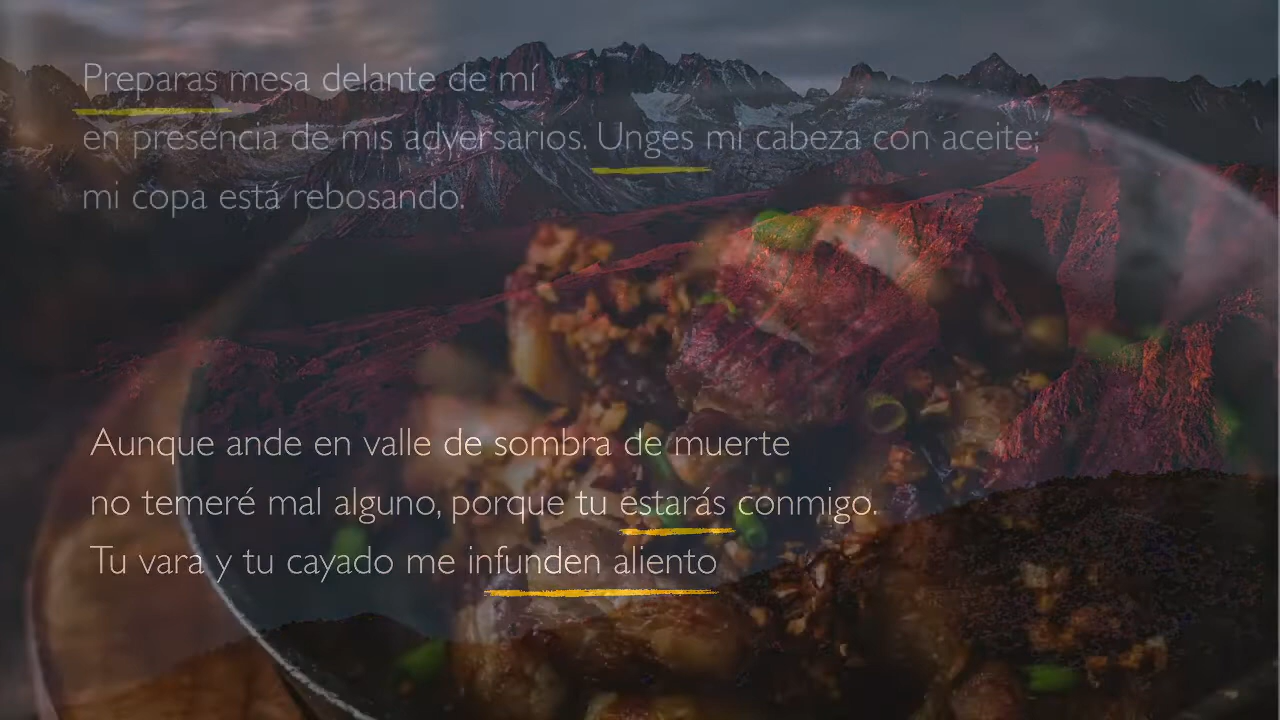 Preparas mesa delante de mí
en presencia de mis adversarios. Unges mi cabeza con aceite;
mi copa está rebosando.
Aunque ande en valle de sombra de muerte
no temeré mal alguno, porque tu estarás conmigo.
Tu vara y tu cayado me infunden aliento